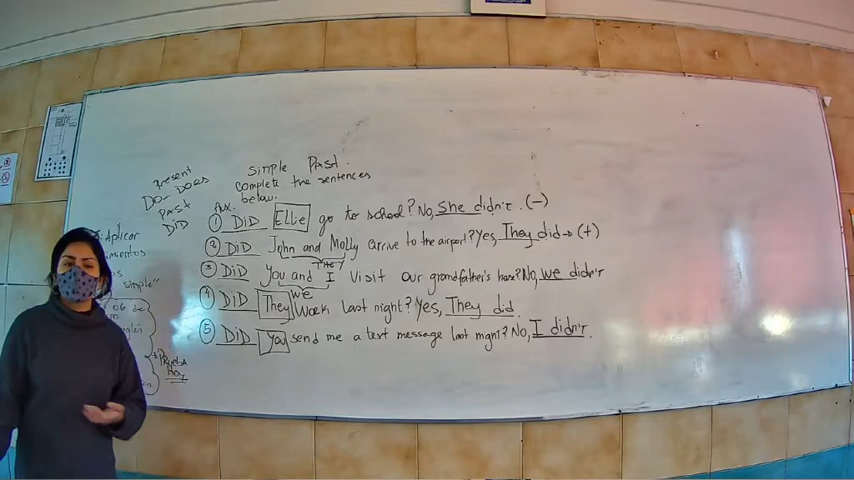 Present
Do - Does
Past
DiD
Simple Past.
complete the sentences
below.
Aux.
① DiD Ellie go to school? No, she didn't. (-)
② DiD John and Molly arrive to the airport? Yes, They did → (+)
They
③ DiD You and I visit our grandfather's house? No, we didn't
we
④ DiD They work last night? Yes, They did.
⑤ DiD you send me a text message last night? No, I didn't.
Aplicar
simple"
Prueba